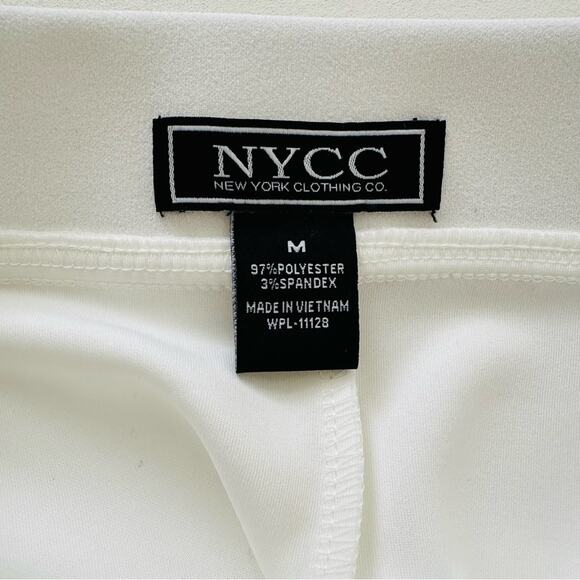 NYCC
NEW YORK CLOTHING CO.
M
97%POLYESTER
3%SPANDEX
MADE IN VIETNAM
WPL-11128